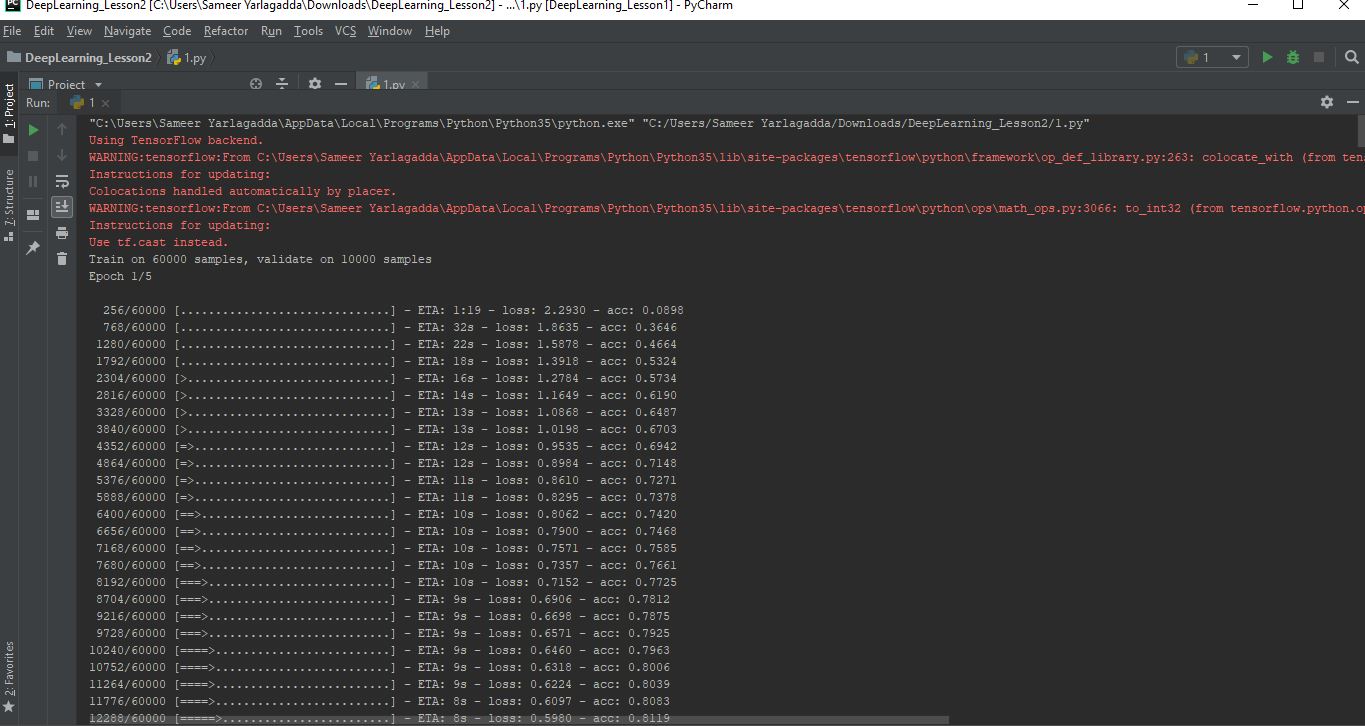 DeepLearning_Lesson2 [C:\Users\Sameer Yarlagadda\Downloads\DeepLearning_Lesson2] - ...\1.py [DeepLearning_Lesson1] - PyCharm
File Edit View Navigate Code Refactor Run Tools VCS Window Help
DeepLearning_Lesson2 1.py 1
Project 1.py
Run: 1
1: Project
7: Structure
2: Favorites
"C:\Users\Sameer Yarlagadda\AppData\Local\Programs\Python\Python35\python.exe" "C:/Users/Sameer Yarlagadda/Downloads/DeepLearning_Lesson2/1.py"
Using TensorFlow backend.
WARNING:tensorflow:From C:\Users\Sameer Yarlagadda\AppData\Local\Programs\Python\Python35\lib\site-packages\tensorflow\python\framework\op_def_library.py:263: colocate_with (from ten
Instructions for updating:
Colocations handled automatically by placer.
WARNING:tensorflow:From C:\Users\Sameer Yarlagadda\AppData\Local\Programs\Python\Python35\lib\site-packages\tensorflow\python\ops\math_ops.py:3066: to_int32 (from tensorflow.python.op
Instructions for updating:
Use tf.cast instead.
Train on 60000 samples, validate on 10000 samples
Epoch 1/5
256/60000 [..............................] - ETA: 1:19 - loss: 2.2930 - acc: 0.0898
768/60000 [..............................] - ETA: 32s - loss: 1.8635 - acc: 0.3646
1280/60000 [..............................] - ETA: 22s - loss: 1.5878 - acc: 0.4664
1792/60000 [..............................] - ETA: 18s - loss: 1.3918 - acc: 0.5324
2304/60000 [>.............................] - ETA: 16s - loss: 1.2784 - acc: 0.5734
2816/60000 [>.............................] - ETA: 14s - loss: 1.1649 - acc: 0.6190
3328/60000 [>.............................] - ETA: 13s - loss: 1.0868 - acc: 0.6487
3840/60000 [>.............................] - ETA: 13s - loss: 1.0198 - acc: 0.6703
4352/60000 [=>............................] - ETA: 12s - loss: 0.9535 - acc: 0.6942
4864/60000 [=>............................] - ETA: 12s - loss: 0.8984 - acc: 0.7148
5376/60000 [=>............................] - ETA: 11s - loss: 0.8610 - acc: 0.7271
5888/60000 [=>............................] - ETA: 11s - loss: 0.8295 - acc: 0.7378
6400/60000 [==>...........................] - ETA: 10s - loss: 0.8062 - acc: 0.7420
6656/60000 [==>...........................] - ETA: 10s - loss: 0.7900 - acc: 0.7468
7168/60000 [==>...........................] - ETA: 10s - loss: 0.7571 - acc: 0.7585
7680/60000 [==>...........................] - ETA: 10s - loss: 0.7357 - acc: 0.7661
8192/60000 [===>..........................] - ETA: 10s - loss: 0.7152 - acc: 0.7725
8704/60000 [===>..........................] - ETA: 9s - loss: 0.6906 - acc: 0.7812
9216/60000 [===>..........................] - ETA: 9s - loss: 0.6698 - acc: 0.7875
9728/60000 [===>..........................] - ETA: 9s - loss: 0.6571 - acc: 0.7925
10240/60000 [====>.........................] - ETA: 9s - loss: 0.6460 - acc: 0.7963
10752/60000 [====>.........................] - ETA: 9s - loss: 0.6318 - acc: 0.8006
11264/60000 [====>.........................] - ETA: 9s - loss: 0.6224 - acc: 0.8039
11776/60000 [====>.........................] - ETA: 8s - loss: 0.6097 - acc: 0.8083
12288/60000 [=====>........................] - ETA: 8s - loss: 0.5980 - acc: 0.8119